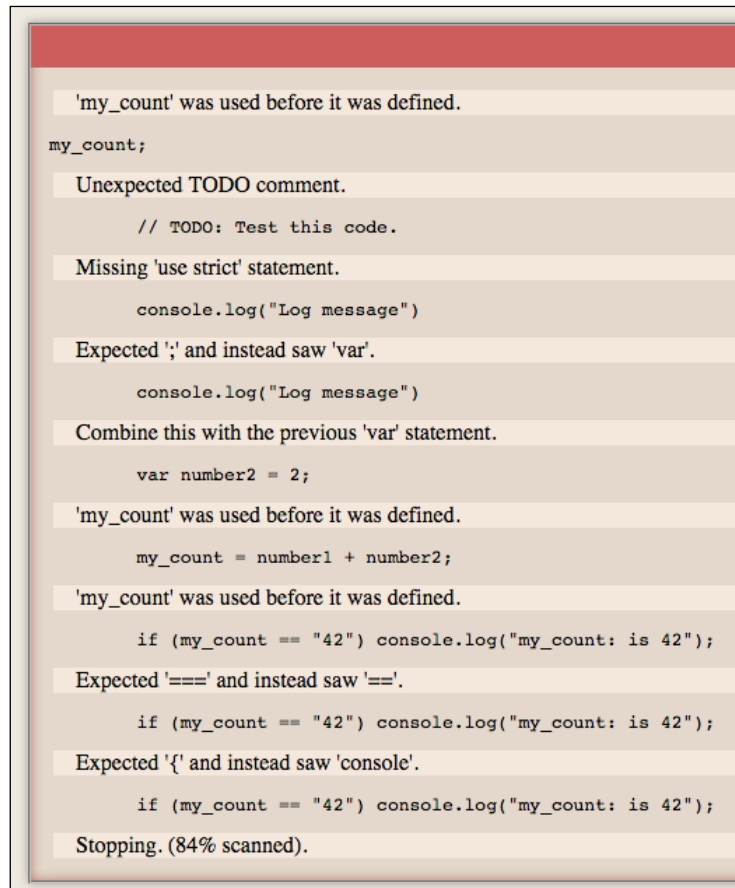 'my_count' was used before it was defined.
my_count;
Unexpected TODO comment.
// TODO: Test this code.
Missing 'use strict' statement.
console.log("Log message")
Expected ';' and instead saw 'var'.
console.log("Log message")
Combine this with the previous 'var' statement.
var number2 = 2;
'my_count' was used before it was defined.
my_count = number1 + number2;
'my_count' was used before it was defined.
if (my_count == "42") console.log("my_count: is 42");
Expected '===' and instead saw '=='.
if (my_count == "42") console.log("my_count: is 42");
Expected '{' and instead saw 'console'.
if (my_count == "42") console.log("my_count: is 42");
Stopping. (84% scanned).